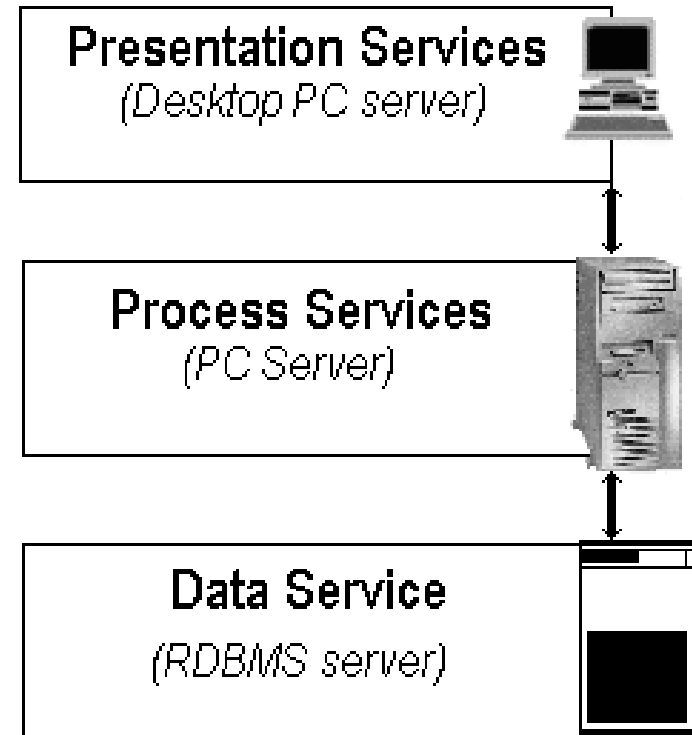 Presentation Services
(Desktop PC server)
Process Services
(PC Server)
Data Service
(RDBMS server)